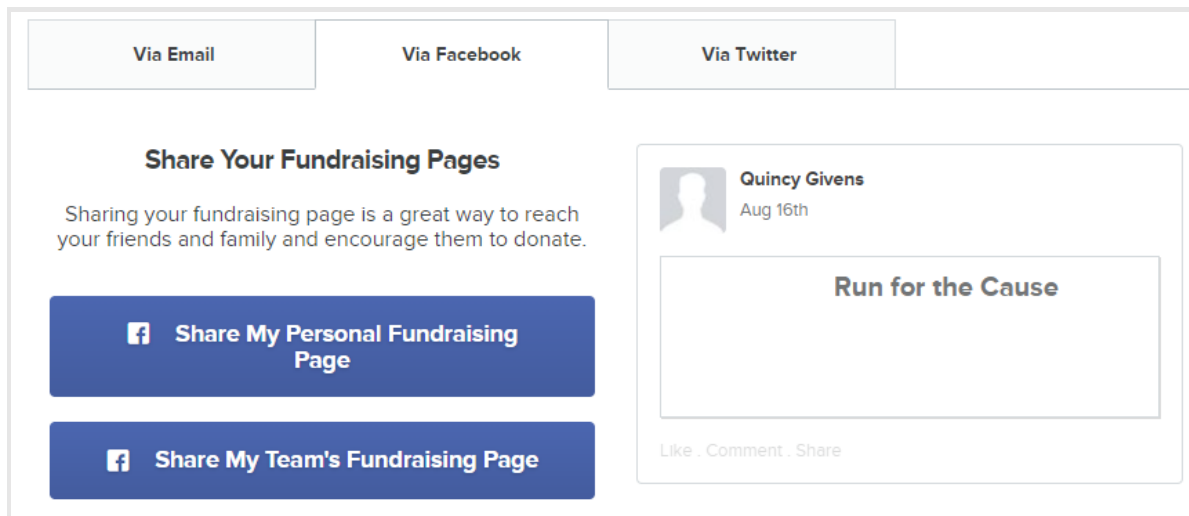 Via Email
Via Facebook
Via Twitter
Share Your Fundraising Pages
Sharing your fundraising page is a great way to reach
your friends and family and encourage them to donate.
Share My Personal Fundraising
Page
Share My Team's Fundraising Page
Quincy Givens
Aug 16th
Run for the Cause
Like . Comment . Share